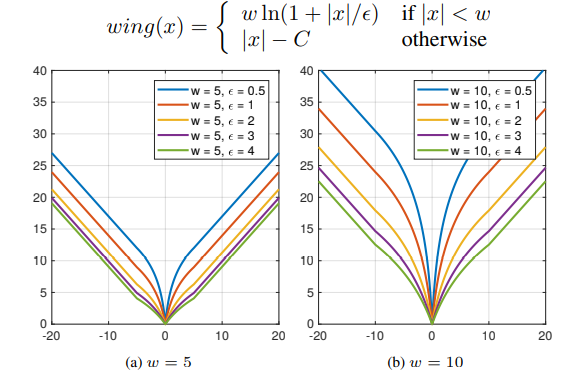 wing(x) = { w ln(1 + |x|/ϵ) if |x| < w
|x| − C otherwise
40
35
30
25
20
15
10
5
0
-20 -10 0 10 20
w = 5, ϵ = 0.5
w = 5, ϵ = 1
w = 5, ϵ = 2
w = 5, ϵ = 3
w = 5, ϵ = 4
(a) w = 5
40
35
30
25
20
15
10
5
0
-20 -10 0 10 20
w = 10, ϵ = 0.5
w = 10, ϵ = 1
w = 10, ϵ = 2
w = 10, ϵ = 3
w = 10, ϵ = 4
(b) w = 10